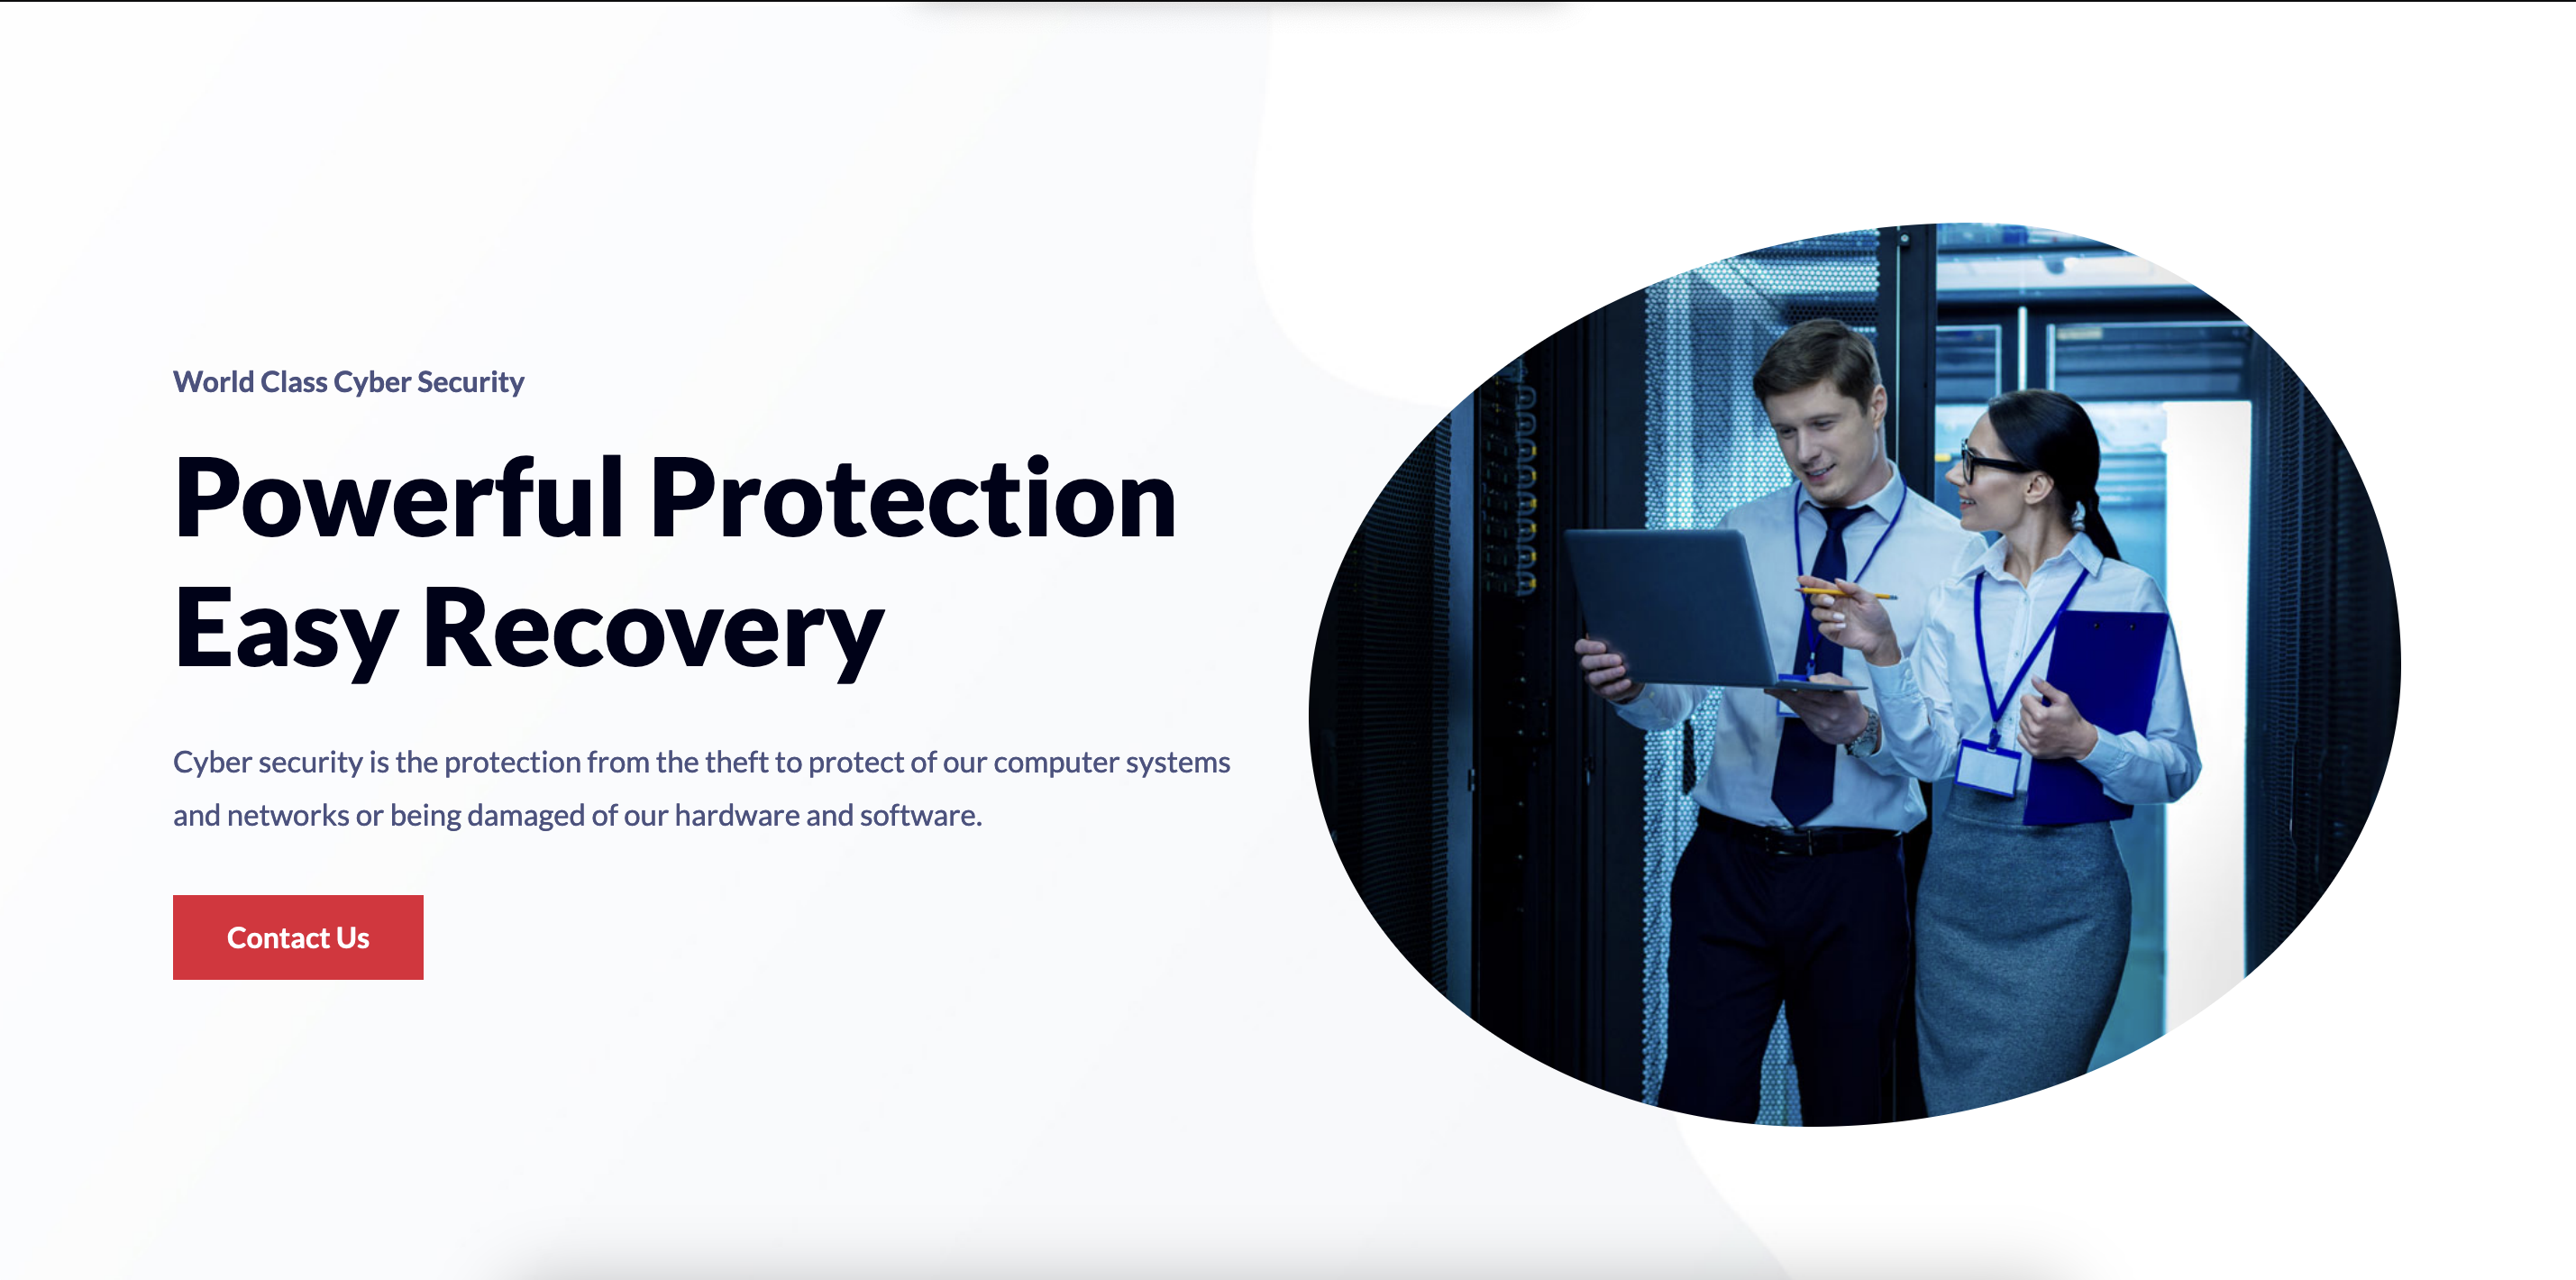 World Class Cyber Security
Powerful Protection
Easy Recovery
Cyber security is the protection from the theft to protect of our computer systems
and networks or being damaged of our hardware and software.
Contact Us